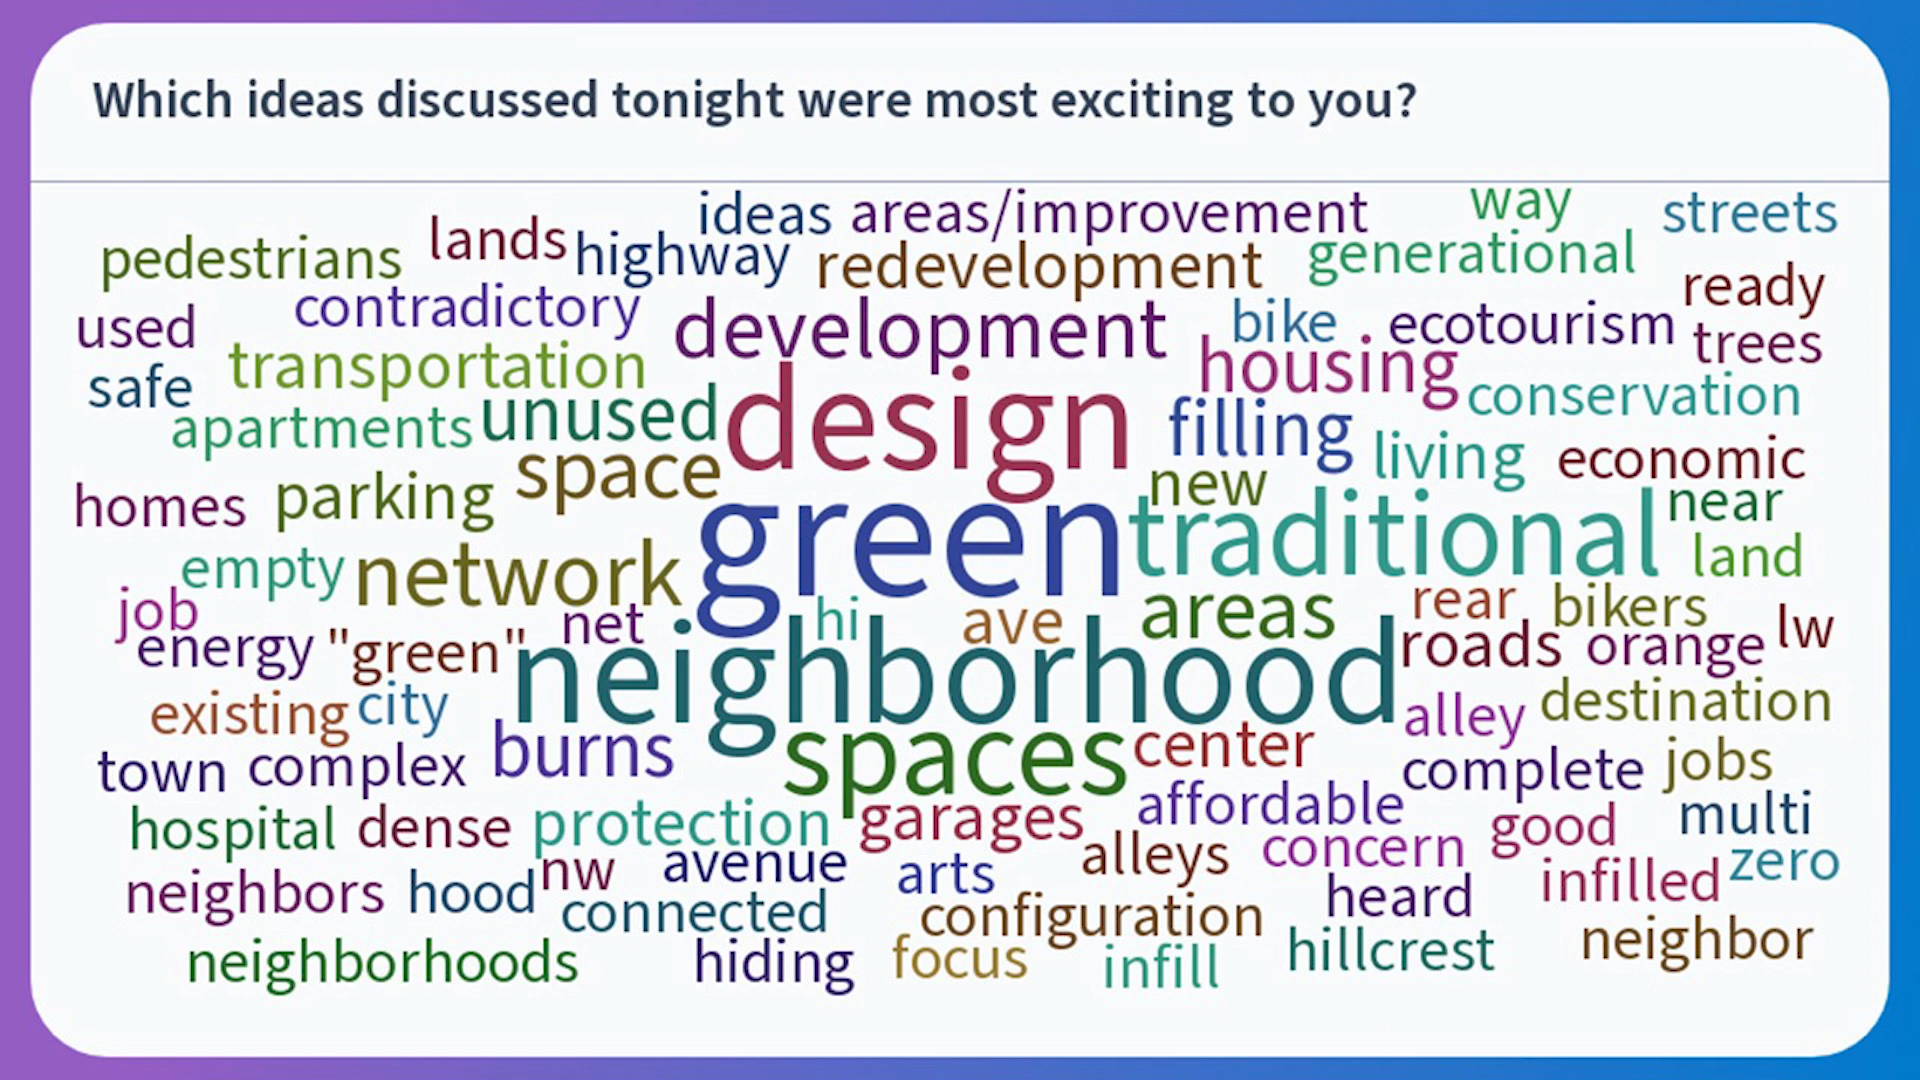 Which ideas discussed tonight were most exciting to you?
ideas areas/improvement way streets
pedestrians lands highway redevelopment generational ready
used contradictory development bike ecotourism trees
safe transportation housing conservation
apartments unused design filling living economic
homes parking space new near
empty network green traditional land
job net hi ave areas rear bikers lw
energy "green" neighborhood roads orange
existing city alley destination
town complex burns spaces center complete jobs
hospital dense protection garages affordable good multi
neighbors hood nw avenue arts alleys concern infilled zero
connected configuration heard
neighborhoods hiding focus infill hillcrest neighbor